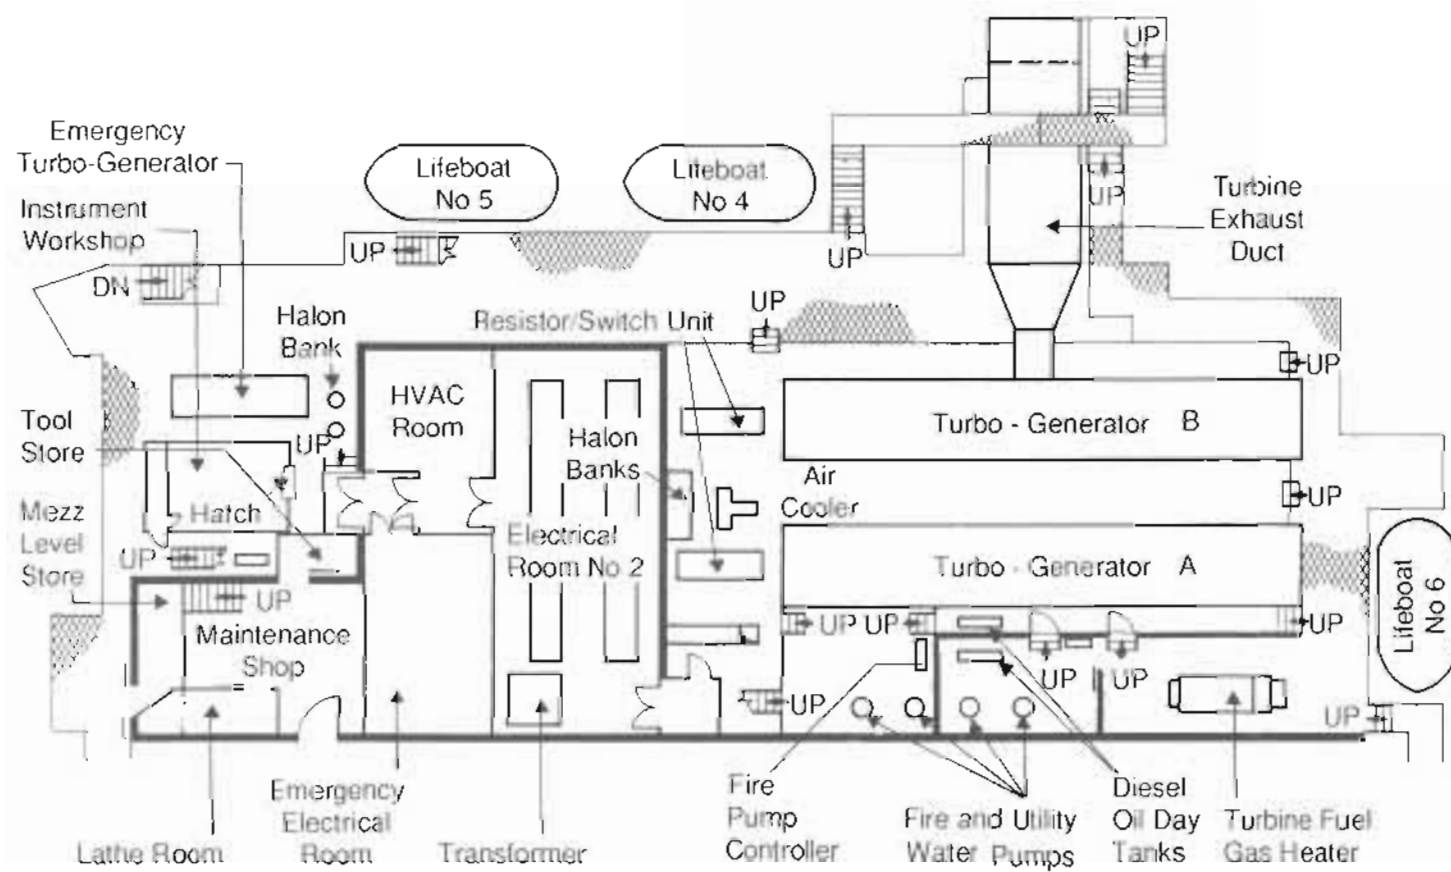 UP
Emergency
Turbo-Generator
Lifeboat
No 5
Lifeboat
No 4
UP
Turbine
Exhaust
Duct
Instrument
Workshop
UP
UP
DN
Halon
Bank
Resistor/Switch Unit
UP
UP
HVAC
Room
Tool
Store
UP
Halon
Banks
Turbo - Generator B
Air
Cooler
UP
Mezz
Level
Store
Hatch
UP
Electrical
Room No 2
Turbo - Generator A
Lifeboat
No 6
UP
Maintenance
Shop
UP
UP
UP
UP
UP
UP
UP
Emergency
Electrical
Room
Fire
Pump
Controller
Fire and Utility
Water Pumps
Diesel
Oil Day
Tanks
Turbine Fuel
Gas Heater
Lathe Room
Transformer